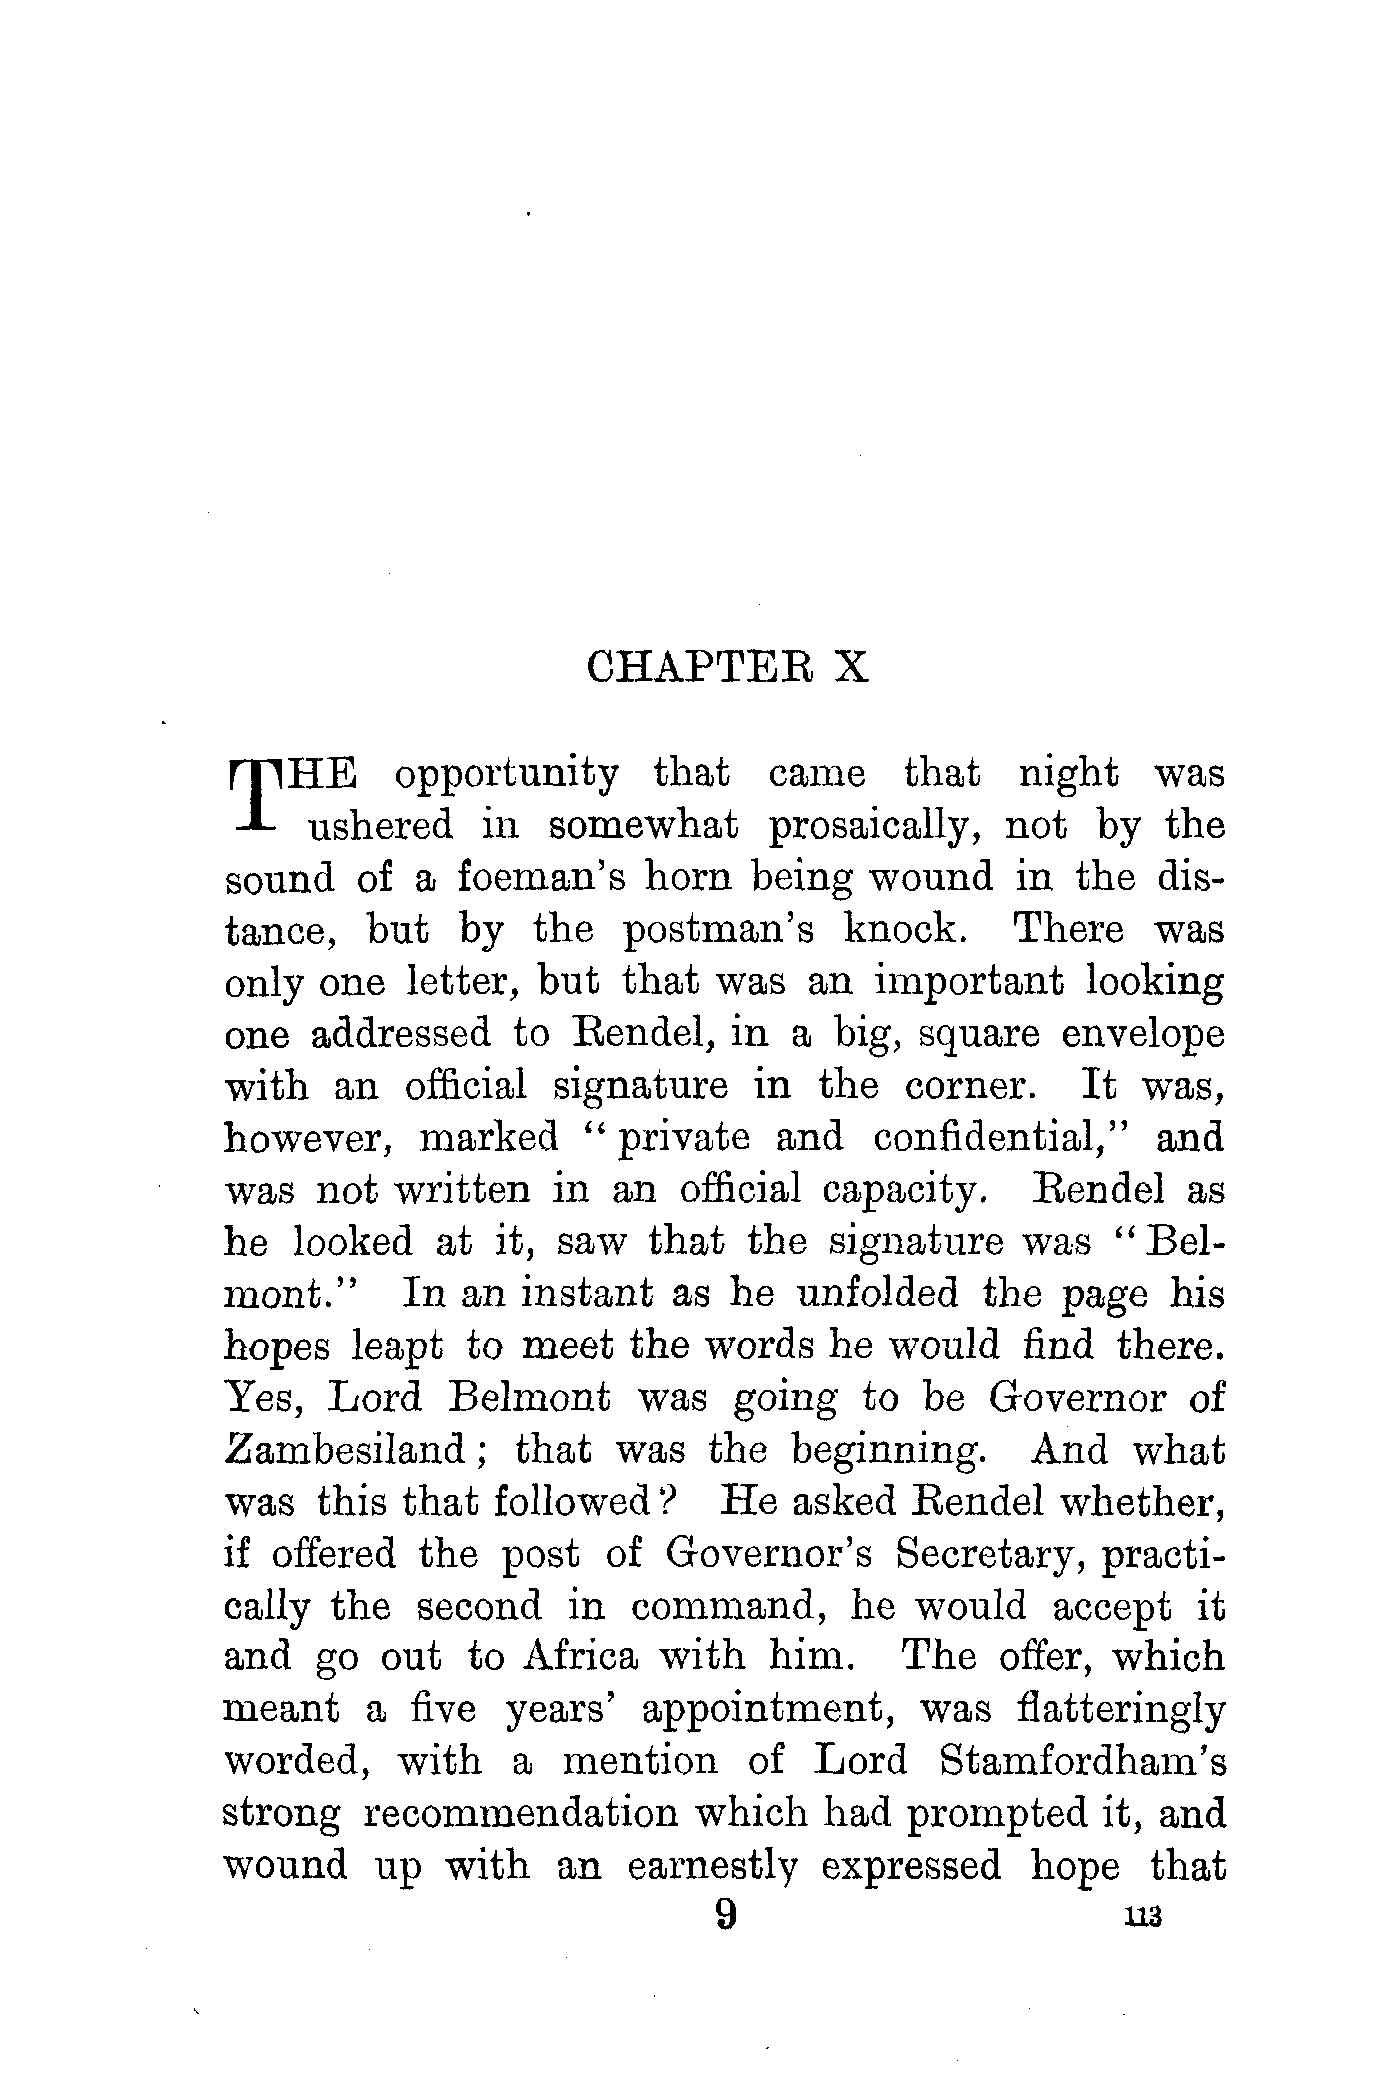 CHAPTER X
THE opportunity that came that night was
ushered in somewhat prosaically, not by the
sound of a foeman's horn being wound in the dis-
tance, but by the postman's knock. There was
only one letter, but that was an important looking
one addressed to Rendel, in a big, square envelope
with an official signature in the corner. It was,
however, marked “private and confidential,” and
was not written in an official capacity. Rendel as
he looked at it, saw that the signature was “Bel-
mont.” In an instant as he unfolded the page his
hopes leapt to meet the words he would find there.
Yes, Lord Belmont was going to be Governor of
Zambesiland; that was the beginning. And what
was this that followed? He asked Rendel whether,
if offered the post of Governor's Secretary, practi-
cally the second in command, he would accept it
and go out to Africa with him. The offer, which
meant a five years' appointment, was flatteringly
worded, with a mention of Lord Stamfordham's
strong recommendation which had prompted it, and
wound up with an earnestly expressed hope that
9 113